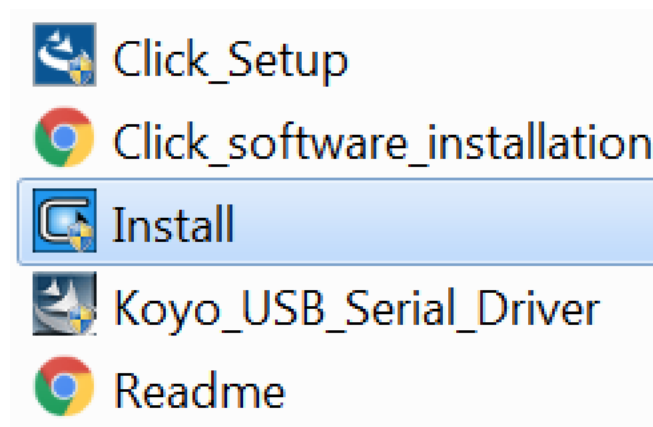 Click_Setup
Click_software_installation
Install
Koyo_USB_Serial_Driver
Readme